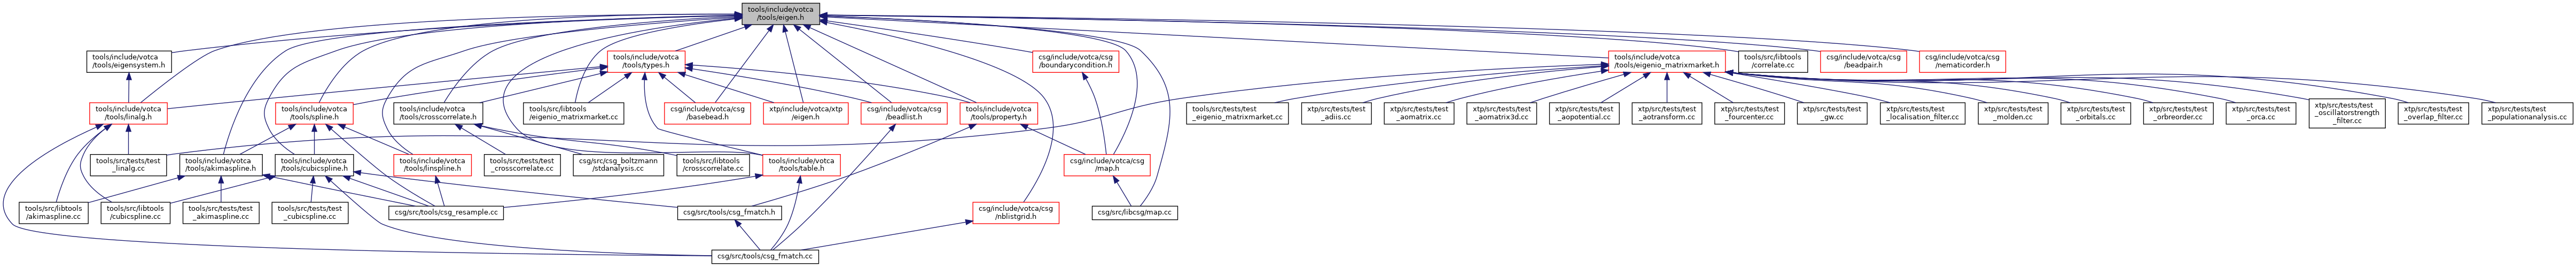 tools/include/votca
/tools/eigen.h
tools/include/votca
/tools/eigensystem.h
tools/include/votca
/tools/types.h
csg/include/votca/csg
/boundarycondition.h
tools/include/votca
/tools/eigenio_matrixmarket.h
tools/src/libtools
/correlate.cc
csg/include/votca/csg
/beadpair.h
csg/include/votca/csg
/nematicorder.h
tools/include/votca
/tools/linalg.h
tools/include/votca
/tools/spline.h
tools/include/votca
/tools/crosscorrelate.h
tools/src/libtools
/eigenio_matrixmarket.cc
csg/include/votca/csg
/basebead.h
xtp/include/votca/xtp
/eigen.h
csg/include/votca/csg
/beadlist.h
tools/include/votca
/tools/property.h
tools/src/tests/test
_eigenio_matrixmarket.cc
xtp/src/tests/test
_adiis.cc
xtp/src/tests/test
_aomatrix.cc
xtp/src/tests/test
_aomatrix3d.cc
xtp/src/tests/test
_aopotential.cc
xtp/src/tests/test
_aotransform.cc
xtp/src/tests/test
_fourcenter.cc
xtp/src/tests/test
_gw.cc
xtp/src/tests/test
_localisation_filter.cc
xtp/src/tests/test
_molden.cc
xtp/src/tests/test
_orbitals.cc
xtp/src/tests/test
_orbreorder.cc
xtp/src/tests/test
_orca.cc
xtp/src/tests/test
_oscillatorstrength
_filter.cc
xtp/src/tests/test
_overlap_filter.cc
xtp/src/tests/test
_populationanalysis.cc
tools/src/tests/test
_linalg.cc
tools/include/votca
/tools/akimaspline.h
tools/include/votca
/tools/cubicspline.h
tools/include/votca
/tools/linspline.h
tools/src/tests/test
_crosscorrelate.cc
csg/src/csg_boltzmann
/stdanalysis.cc
tools/src/libtools
/crosscorrelate.cc
tools/include/votca
/tools/table.h
csg/include/votca/csg
/map.h
tools/src/libtools
/akimaspline.cc
tools/src/libtools
/cubicspline.cc
tools/src/tests/test
_akimaspline.cc
tools/src/tests/test
_cubicspline.cc
csg/src/tools/csg_resample.cc
csg/src/tools/csg_fmatch.h
csg/include/votca/csg
/nblistgrid.h
csg/src/libcsg/map.cc
csg/src/tools/csg_fmatch.cc